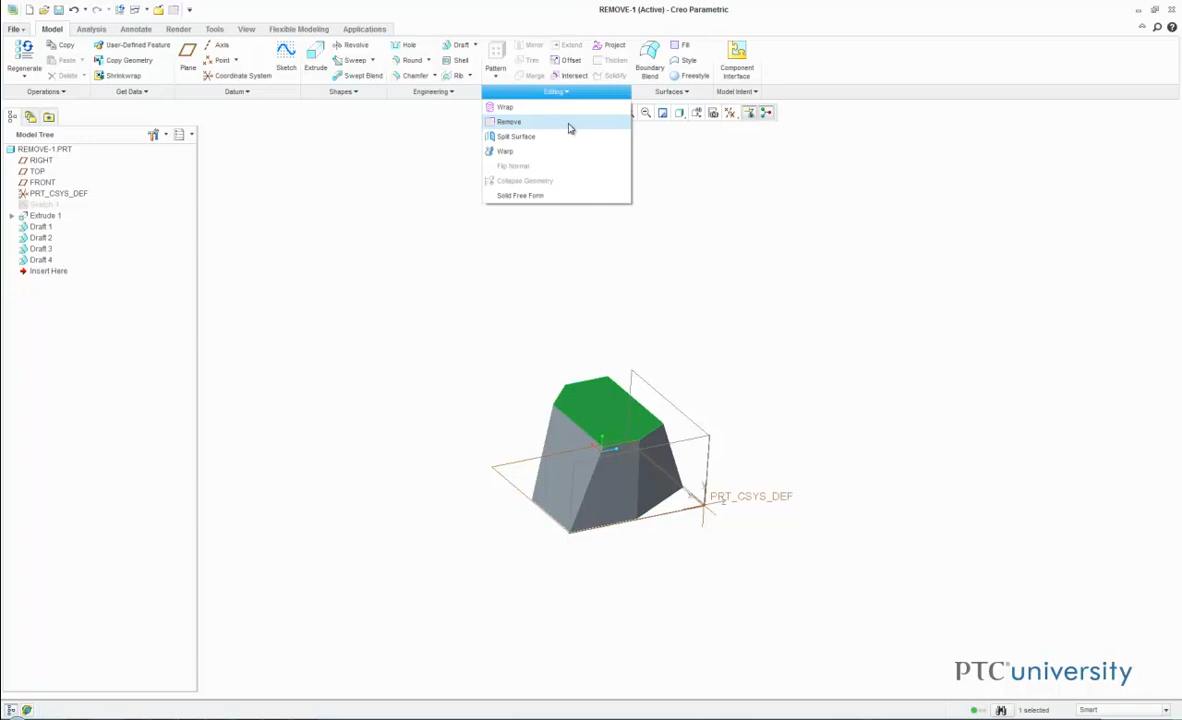 REMOVE-1 (Active) - Creo Parametric
File Model Analysis Annotate Render Tools View Flexible Modeling Applications
Regenerate Copy Paste Delete User-Defined Feature Copy Geometry Shrinkwrap
Plane Axis Point Coordinate System Sketch
Extrude Revolve Sweep Swept Blend
Hole Round Chamfer Draft Shell Rib
Pattern Mirror Trim Merge Extend Offset Intersect Project Thicken Solidify
Boundary Blend Fill Style Freestyle
Component Interface
Operations Get Data Datum Shapes Engineering Editing Surfaces Model Intent
Wrap
Remove
Split Surface
Warp
Flip Normal
Collapse Geometry
Solid Free Form
Model Tree
REMOVE-1.PRT
RIGHT
TOP
FRONT
PRT_CSYS_DEF
Sketch 1
Extrude 1
Draft 1
Draft 2
Draft 3
Draft 4
Insert Here
PRT_CSYS_DEF
PTC university
1 selected
Smart